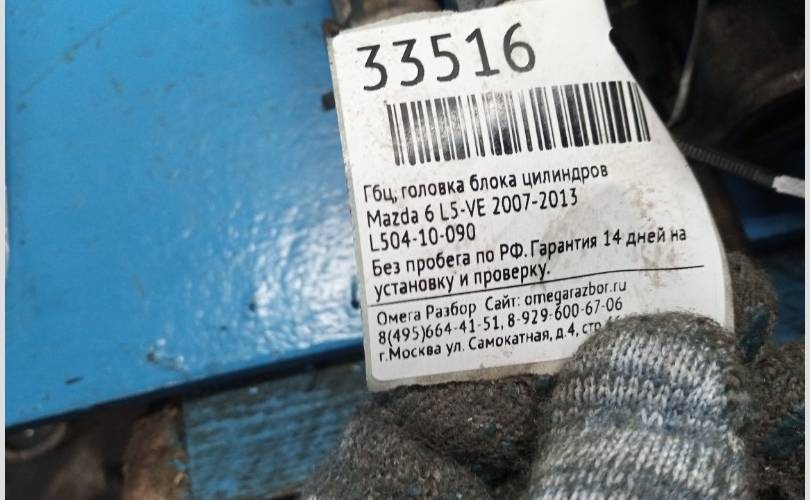 33516
Гбц, головка блока цилиндров
Mazda 6 L5-VE 2007-2013
L504-10-090
Без пробега по РФ. Гарантия 14 дней на
установку и проверку.
Омега Разбор Сайт: omegarazbor.ru
8(495)664-41-51, 8-929-600-67-06
г.Москва ул. Самокатная, д.4, стр.